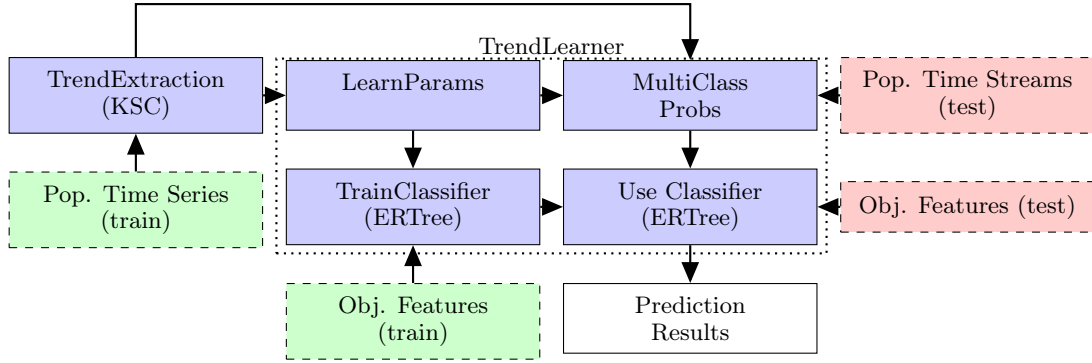 TrendLearner
TrendExtraction
(KSC)
LearnParams
MultiClass
Probs
Pop. Time Streams
(test)
Pop. Time Series
(train)
TrainClassifier
(ERTree)
Use Classifier
(ERTree)
Obj. Features (test)
Obj. Features
(train)
Prediction
Results